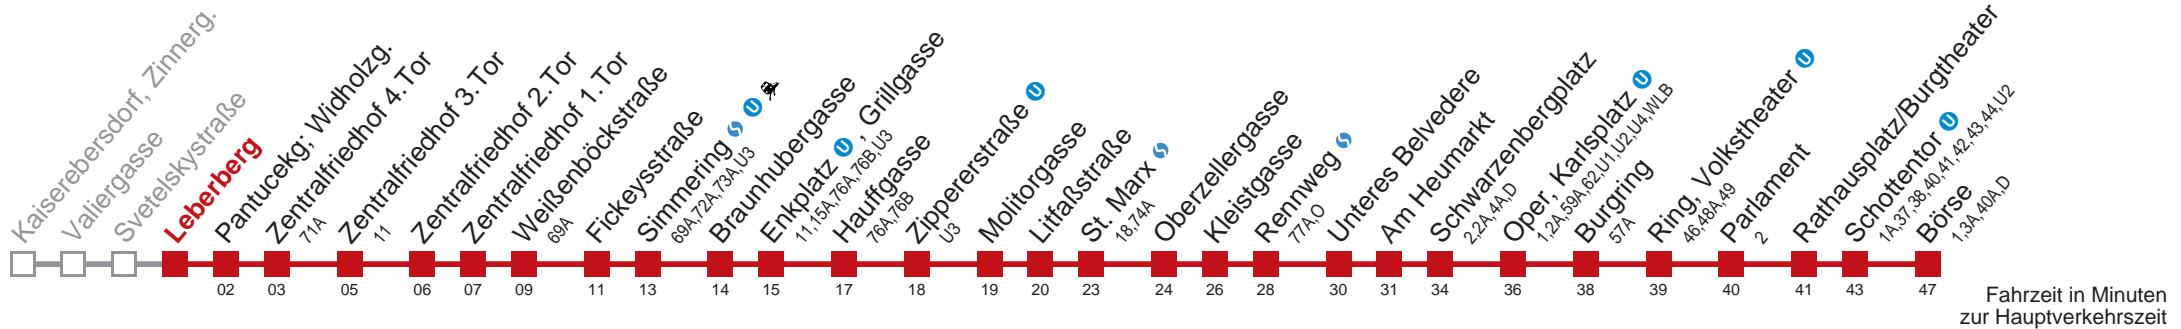 Kaiserebersdorf, Zinnerg.
Valiergasse
Svetelskystraße
Leberberg
Pantucekg; Widholzg.
02
Zentralfriedhof 4. Tor
71A
03
Zentralfriedhof 3. Tor
11
05
Zentralfriedhof 2. Tor
06
Zentralfriedhof 1. Tor
07
Weißenböckstraße
69A
09
Fickeysstraße
11
Simmering S U
69A,72A,73A,U3
13
Braunhubergasse
14
Enkplatz U , Grillgasse
11,15A,76A,76B,U3
15
Hauffgasse
76A,76B
17
Zippererstraße U
U3
18
Molitorgasse
19
Litfaßstraße
20
St. Marx S
18,74A
23
Oberzellergasse
24
Kleistgasse
26
Rennweg S
77A,O
28
Unteres Belvedere
30
Am Heumarkt
31
Schwarzenbergplatz
2,2A,4A,D
34
Oper, Karlsplatz U
1,2A,59A,62,U1,U2,U4,WLB
36
Burgring
57A
38
Ring, Volkstheater U
46,48A,49
39
Parlament
2
40
Rathausplatz/Burgtheater
41
Schottentor U
1A,37,38,40,41,42,43,44,U2
43
Börse
1,3A,40A,D
47
Fahrzeit in Minuten
zur Hauptverkehrszeit